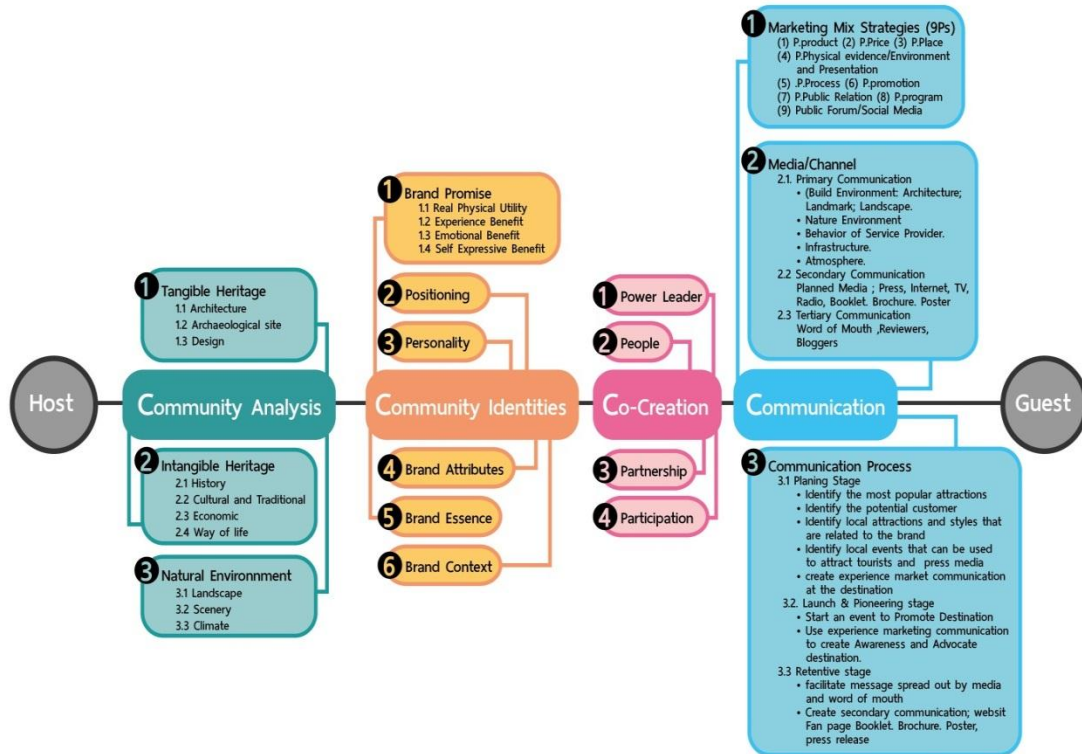 Host
Community Analysis
1 Tangible Heritage
1.1 Architecture
1.2 Archaeological site
1.3 Design
2 Intangible Heritage
2.1 History
2.2 Cultural and Traditional
2.3 Economic
2.4 Way of life
3 Natural Environnment
3.1 Landscape
3.2 Scenery
3.3 Climate
Community Identities
1 Brand Promise
1.1 Real Physical Utility
1.2 Experience Benefit
1.3 Emotional Benefit
1.4 Self Expressive Benefit
2 Positioning
3 Personality
4 Brand Attributes
5 Brand Essence
6 Brand Context
Co-Creation
1 Power Leader
2 People
3 Partnership
4 Participation
Communication
1 Marketing Mix Strategies (9Ps)
(1) P.product (2) P.Price (3) P.Place
(4) P.Physical evidence/Environment
and Presentation
(5) .P.Process (6) P.promotion
(7) P.Public Relation (8) P.program
(9) Public Forum/Social Media
2 Media/Channel
2.1. Primary Communication
• (Build Environment: Architecture;
Landmark; Landscape.
• Nature Environment
• Behavior of Service Provider.
• Infrastructure.
• Atmosphere.
2.2 Secondary Communication
Planned Media ; Press, Internet, TV,
Radio, Booklet. Brochure. Poster
2.3 Tertiary Communication
Word of Mouth ,Reviewers,
Bloggers
3 Communication Process
3.1 Planing Stage
• Identify the most popular attractions
• Identify the potential customer
• Identify local attractions and styles that
are related to the brand
• Identify local events that can be used
to attract tourists and press media
• create experience market communication
at the destination
3.2. Launch & Pioneering stage
• Start an event to Promote Destination
• Use experience marketing communication
to create Awareness and Advocate
destination.
3.3 Retentive stage
• facilitate message spread out by media
and word of mouth
• Create secondary communication; websit
Fan page Booklet. Brochure. Poster,
press release
Guest